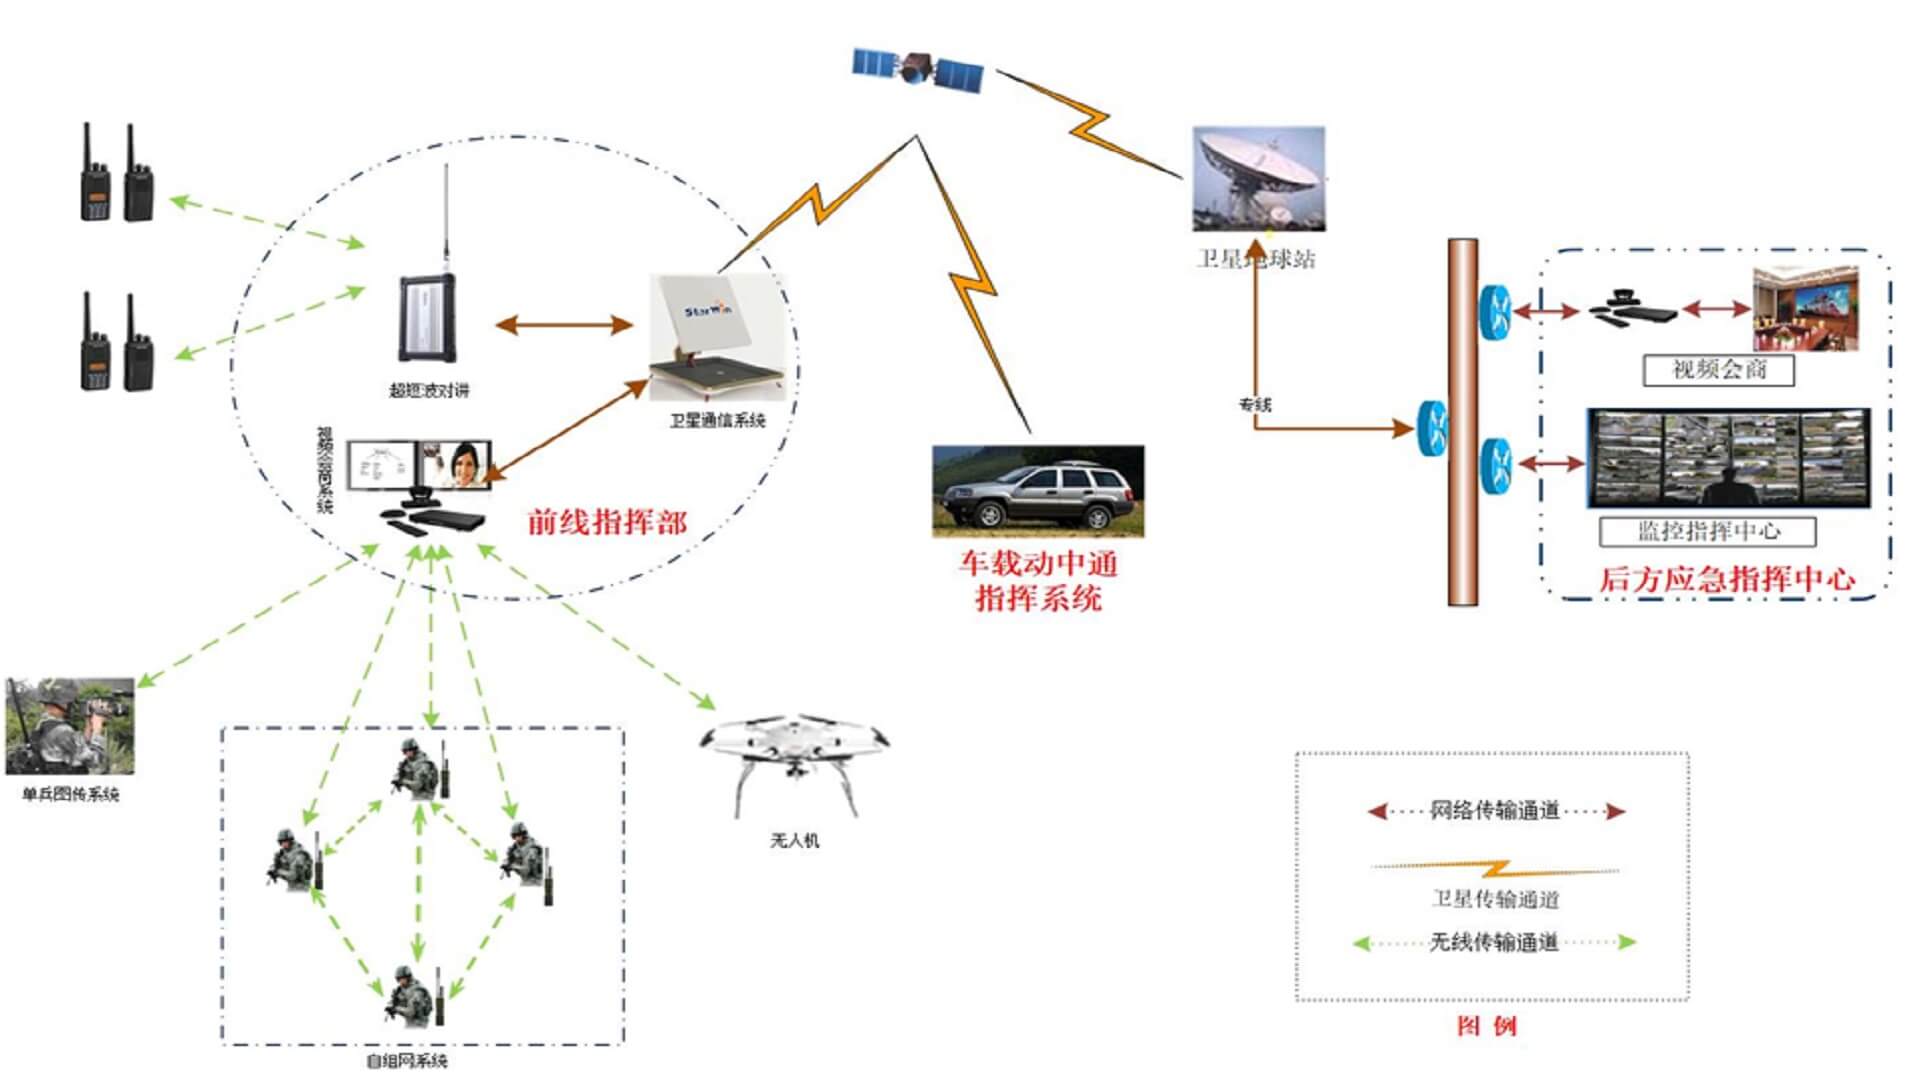 卫星地球站
StarWin
超短波对讲
卫星通信系统
视频会商系统
前线指挥部
车载动中通
指挥系统
专线
视频会商
监控指挥中心
后方应急指挥中心
单兵图传系统
无人机
自组网系统
网络传输通道
卫星传输通道
无线传输通道
图 例